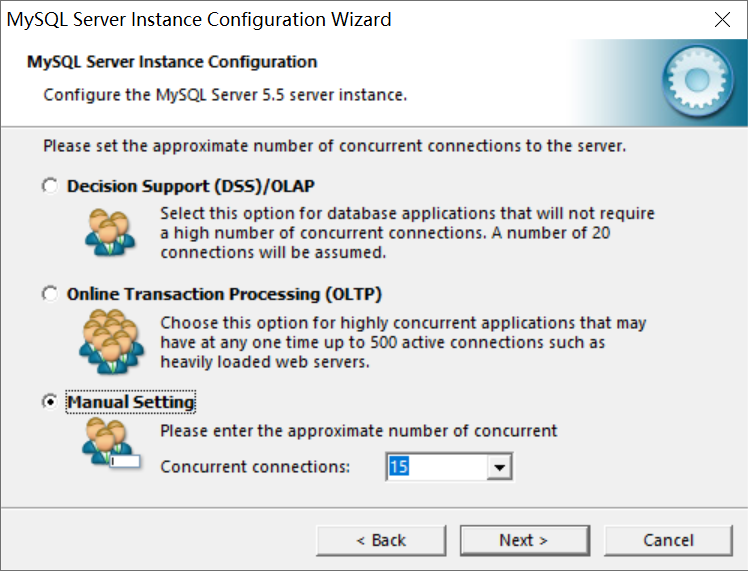 MySQL Server Instance Configuration Wizard
MySQL Server Instance Configuration
Configure the MySQL Server 5.5 server instance.
Please set the approximate number of concurrent connections to the server.
Decision Support (DSS)/OLAP
Select this option for database applications that will not require
a high number of concurrent connections. A number of 20
connections will be assumed.
Online Transaction Processing (OLTP)
Choose this option for highly concurrent applications that may
have at any one time up to 500 active connections such as
heavily loaded web servers.
Manual Setting
Please enter the approximate number of concurrent
Concurrent connections: 15
< Back Next > Cancel